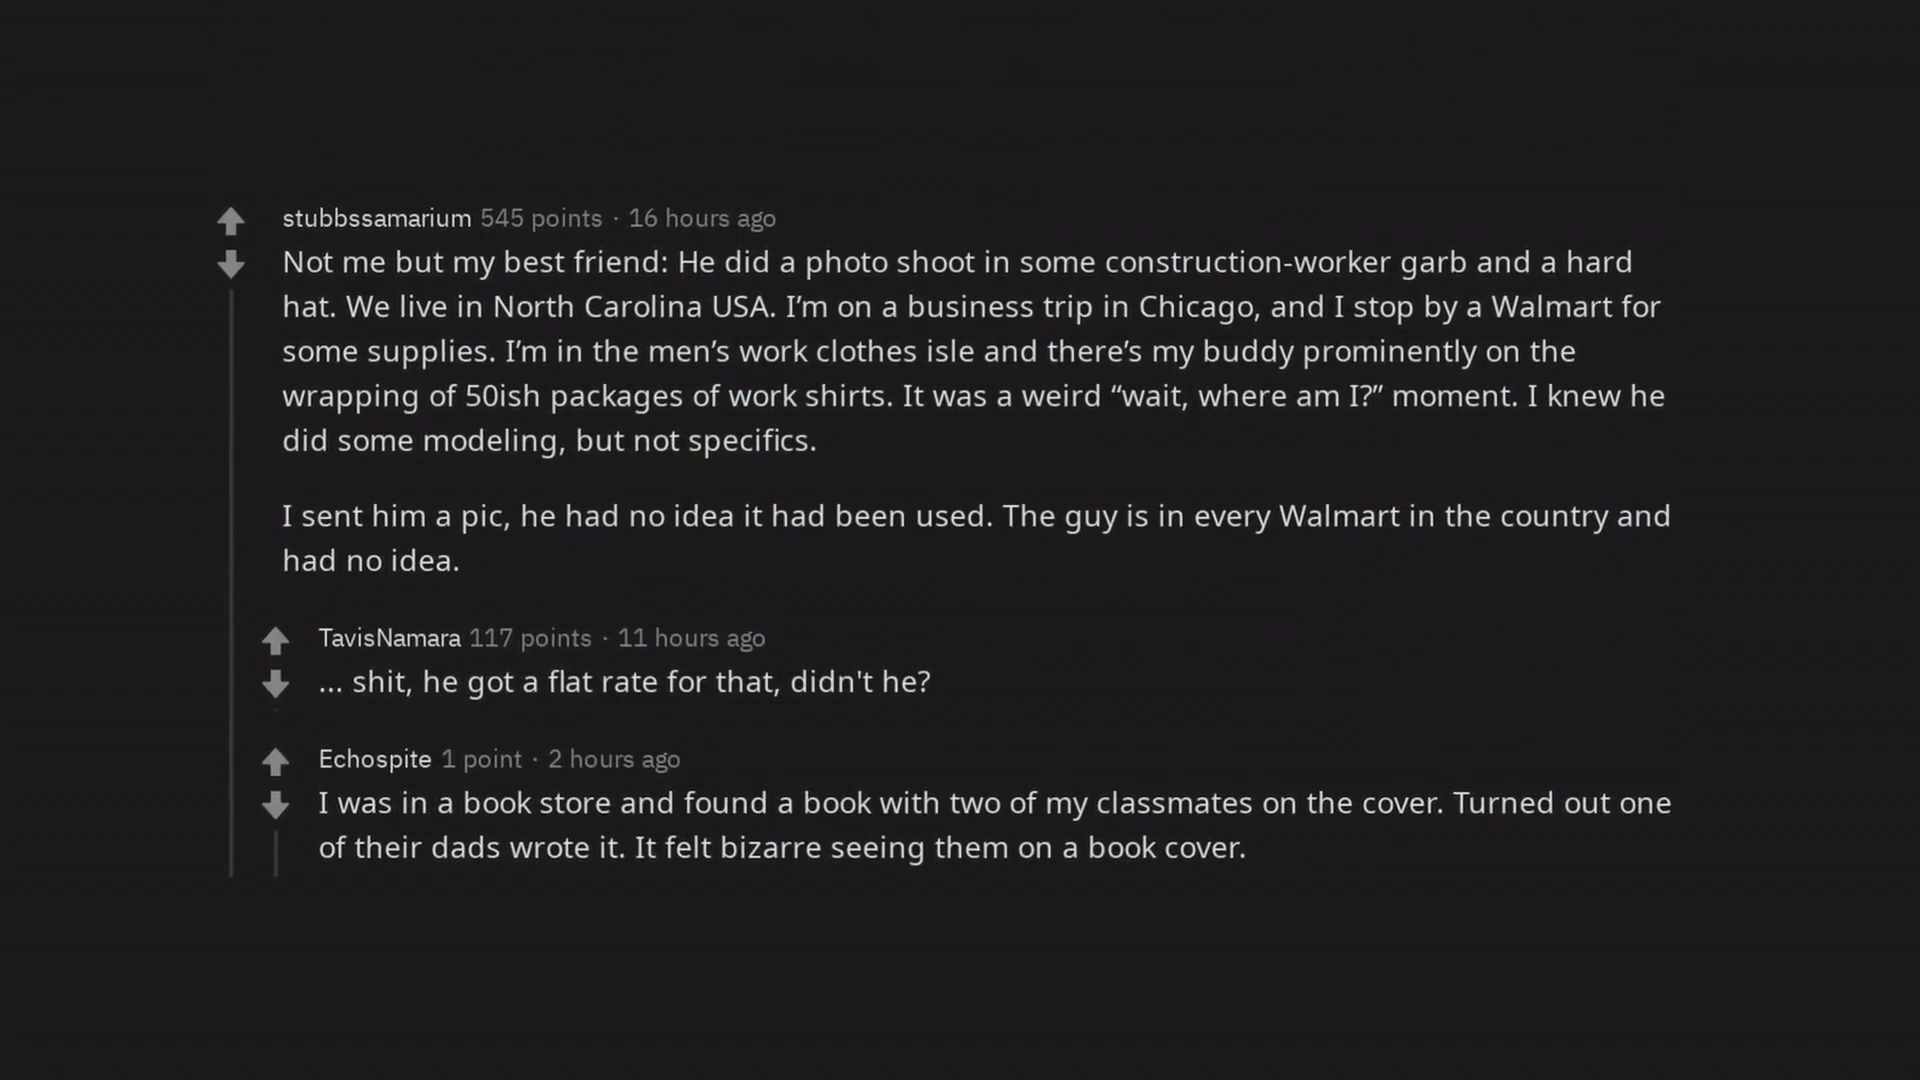 stubbssamarium 545 points · 16 hours ago
Not me but my best friend: He did a photo shoot in some construction-worker garb and a hard
hat. We live in North Carolina USA. I’m on a business trip in Chicago, and I stop by a Walmart for
some supplies. I’m in the men’s work clothes isle and there’s my buddy prominently on the
wrapping of 50ish packages of work shirts. It was a weird “wait, where am I?” moment. I knew he
did some modeling, but not specifics.
I sent him a pic, he had no idea it had been used. The guy is in every Walmart in the country and
had no idea.
TavisNamara 117 points · 11 hours ago
... shit, he got a flat rate for that, didn't he?
Echospite 1 point · 2 hours ago
I was in a book store and found a book with two of my classmates on the cover. Turned out one
of their dads wrote it. It felt bizarre seeing them on a book cover.